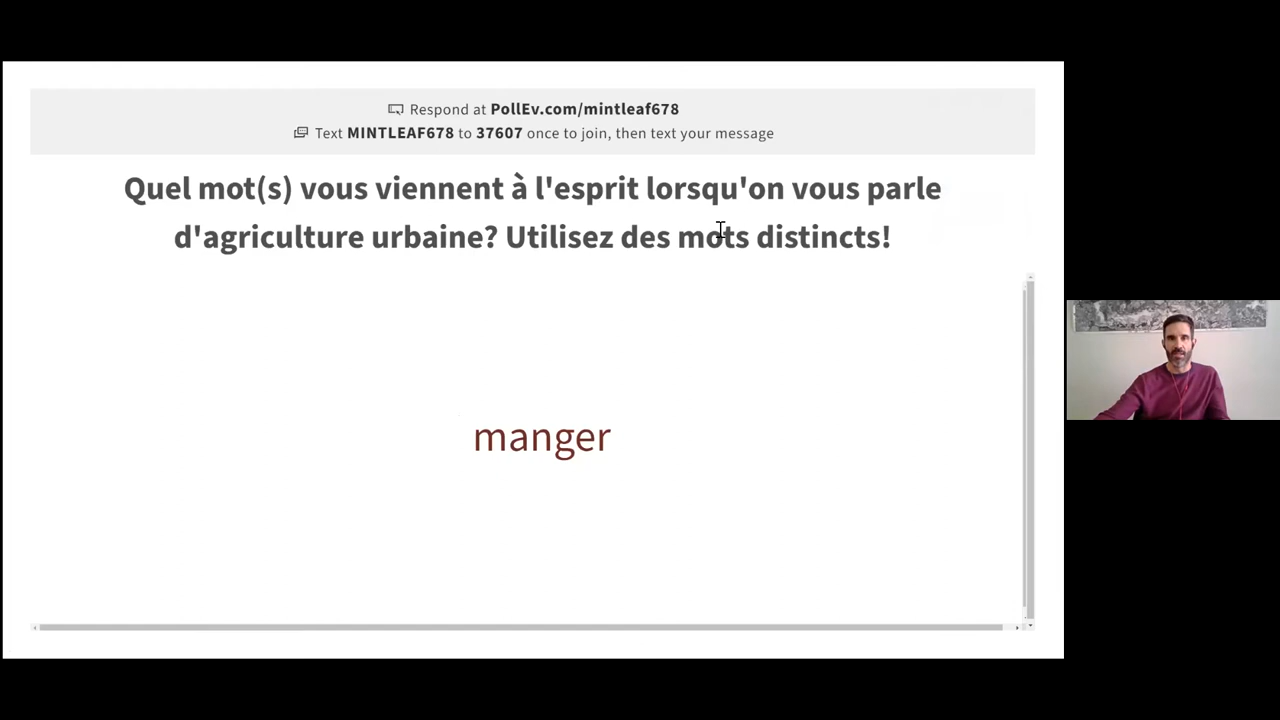 Respond at PollEv.com/mintleaf678
Text MINTLEAF678 to 37607 once to join, then text your message
Quel mot(s) vous viennent à l'esprit lorsqu'on vous parle
d'agriculture urbaine? Utilisez des mots distincts!
manger